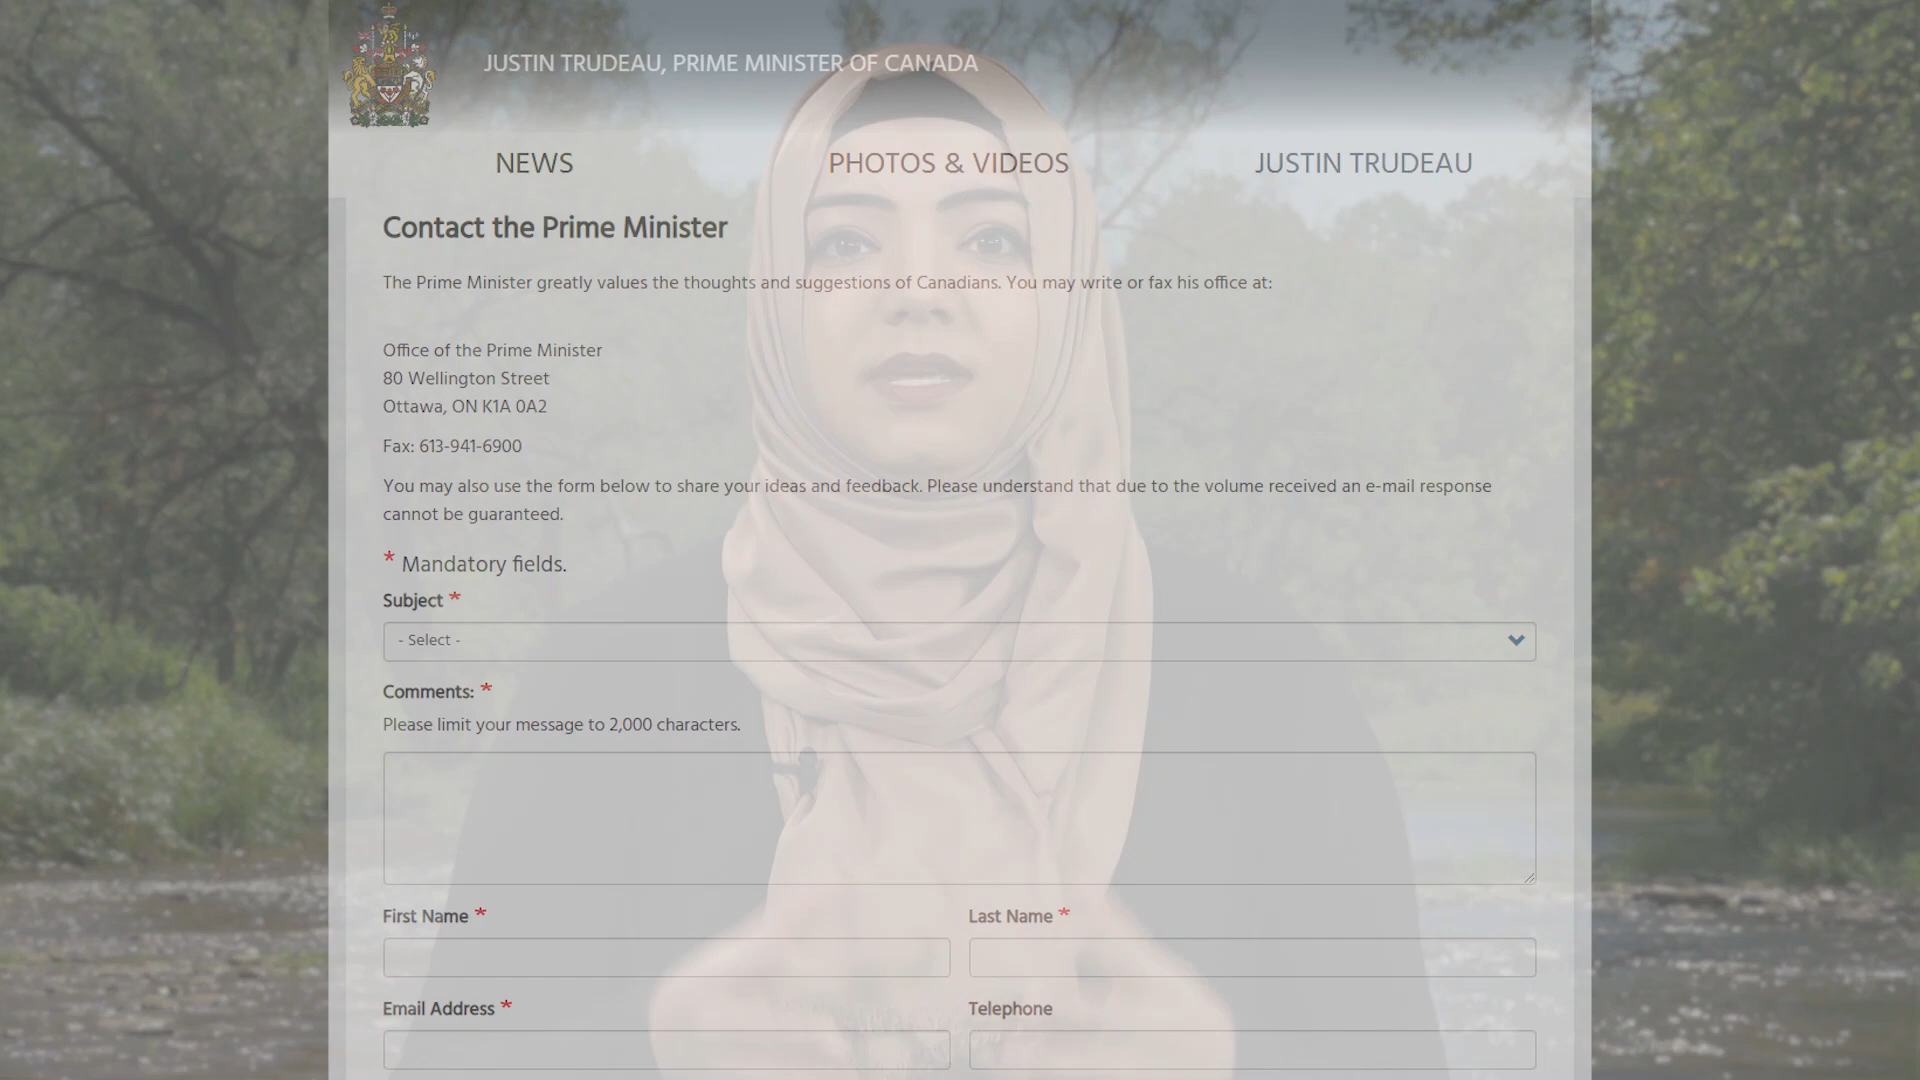 JUSTIN TRUDEAU, PRIME MINISTER OF CANADA
NEWS PHOTOS & VIDEOS JUSTIN TRUDEAU
Contact the Prime Minister
The Prime Minister greatly values the thoughts and suggestions of Canadians. You may write or fax his office at:
Office of the Prime Minister
80 Wellington Street
Ottawa, ON K1A 0A2
Fax: 613-941-6900
You may also use the form below to share your ideas and feedback. Please understand that due to the volume received an e-mail response
cannot be guaranteed.
* Mandatory fields.
Subject *
- Select -
Comments: *
Please limit your message to 2,000 characters.
First Name * Last Name *
Email Address * Telephone